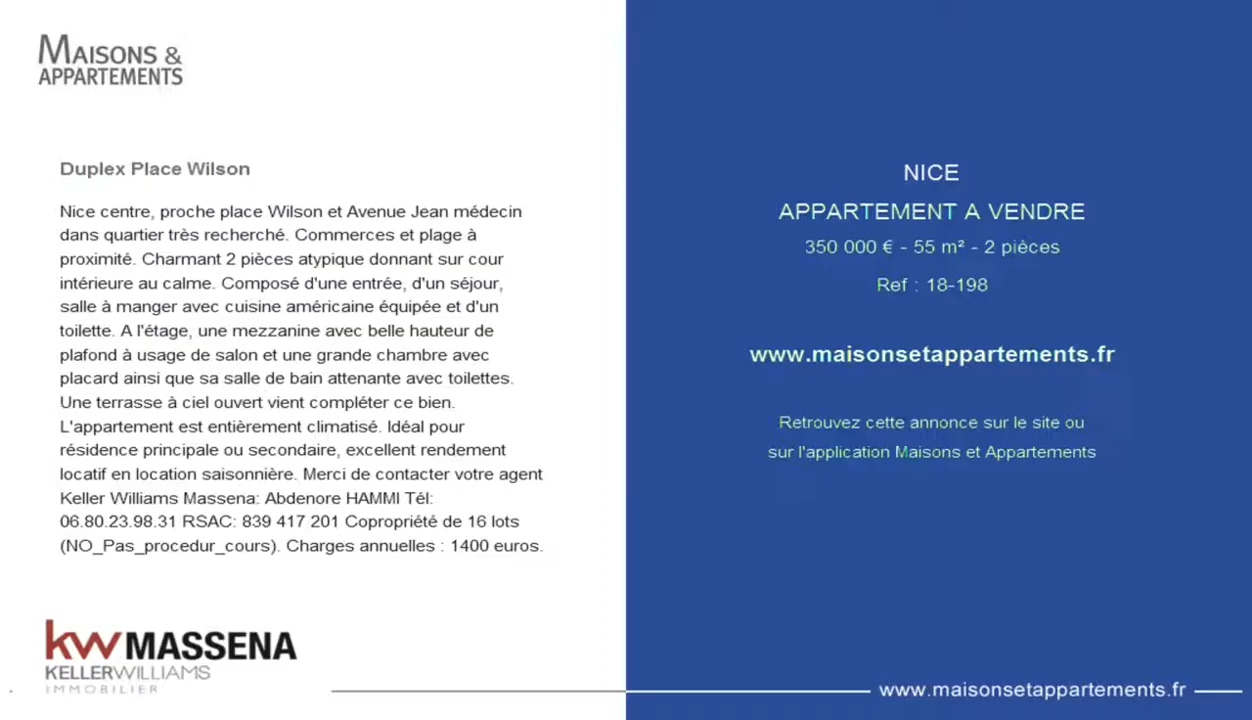 MAISONS &
APPARTEMENTS
Duplex Place Wilson
Nice centre, proche place Wilson et Avenue Jean médecin
dans quartier très recherché. Commerces et plage à
proximité. Charmant 2 pièces atypique donnant sur cour
intérieure au calme. Composé d'une entrée, d'un séjour,
salle à manger avec cuisine américaine équipée et d'un
toilette. A l'étage, une mezzanine avec belle hauteur de
plafond à usage de salon et une grande chambre avec
placard ainsi que sa salle de bain attenante avec toilettes.
Une terrasse à ciel ouvert vient compléter ce bien.
L'appartement est entièrement climatisé. Idéal pour
résidence principale ou secondaire, excellent rendement
locatif en location saisonnière. Merci de contacter votre agent
Keller Williams Massena: Abdenore HAMMI Tél:
06.80.23.98.31 RSAC: 839 417 201 Copropriété de 16 lots
(NO_Pas_procedur_cours). Charges annuelles : 1400 euros.
kwMASSENA
KELLERWILLIAMS
IMMOBILIER
NICE
APPARTEMENT A VENDRE
350 000 € - 55 m² - 2 pièces
Ref : 18-198
www.maisonsetappartements.fr
Retrouvez cette annonce sur le site ou
sur l'application Maisons et Appartements
www.maisonsetappartements.fr